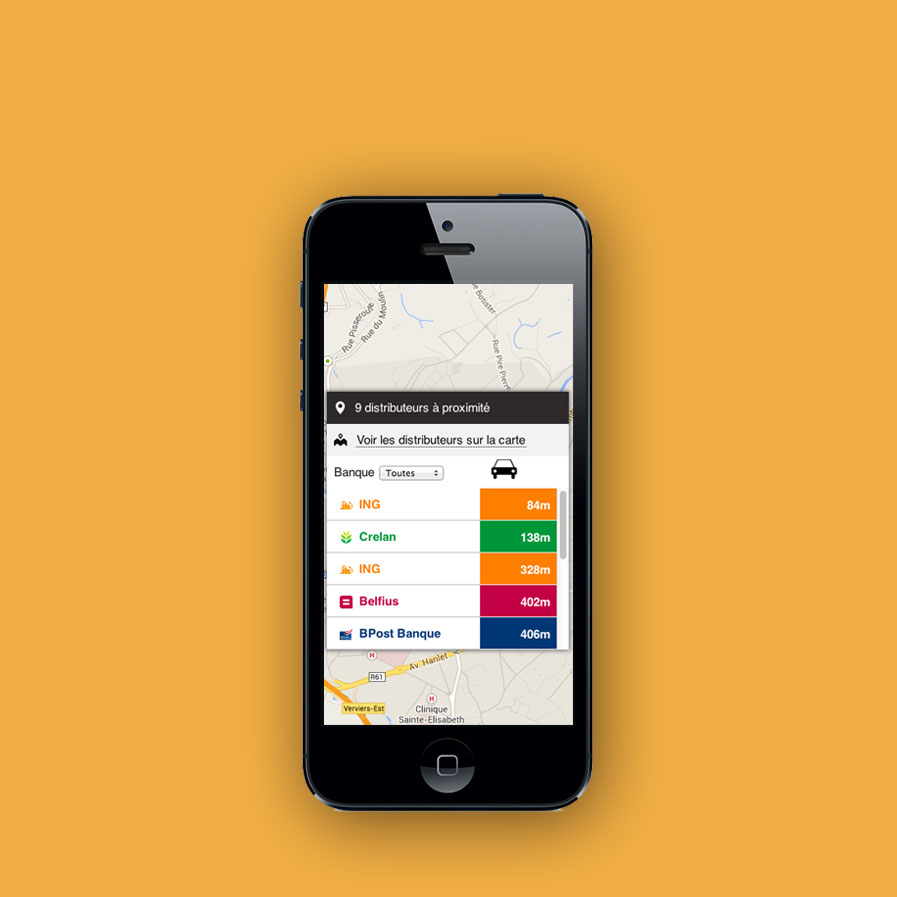 Rue Pisseroule
Rue du Moulin
Rue Botister
Rue Pire Pierr
9 distributeurs à proximité
Voir les distributeurs sur la carte
Banque Toutes
ING 84m
Crelan 138m
ING 328m
Belfius 402m
BPost Banque 406m
H
Av. Hanlet
R61
H
Verviers-Est
Clinique
Sainte-Elisabeth